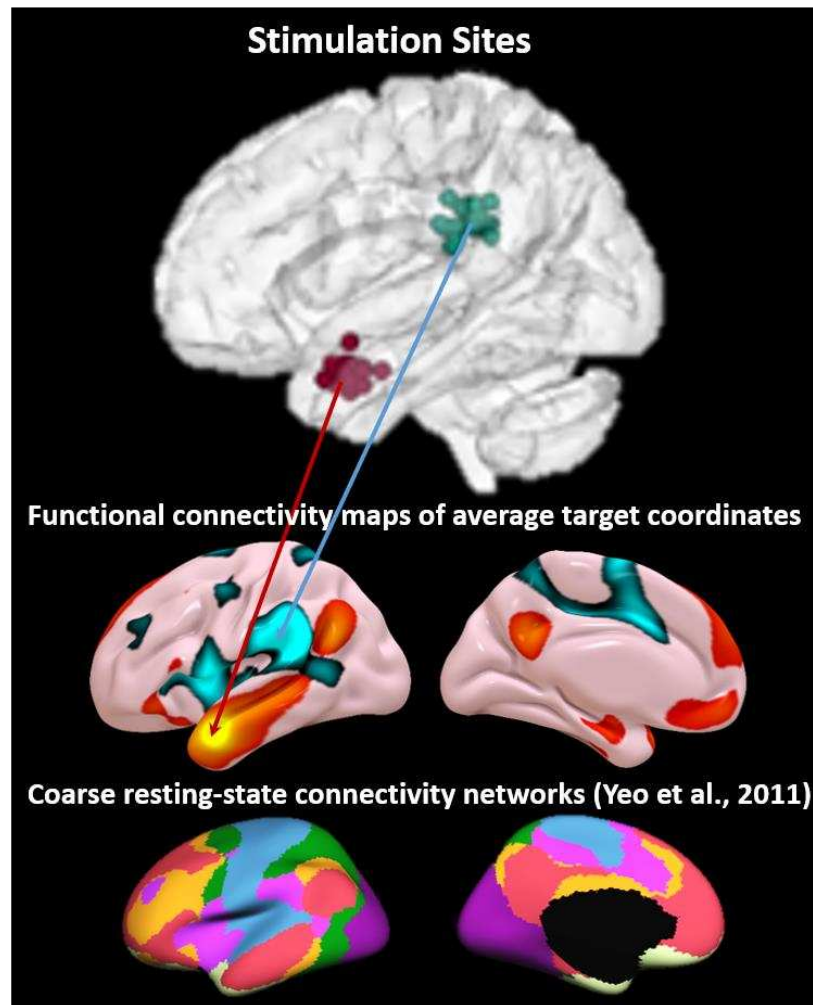 Stimulation Sites
Functional connectivity maps of average target coordinates
Coarse resting-state connectivity networks (Yeo et al., 2011)